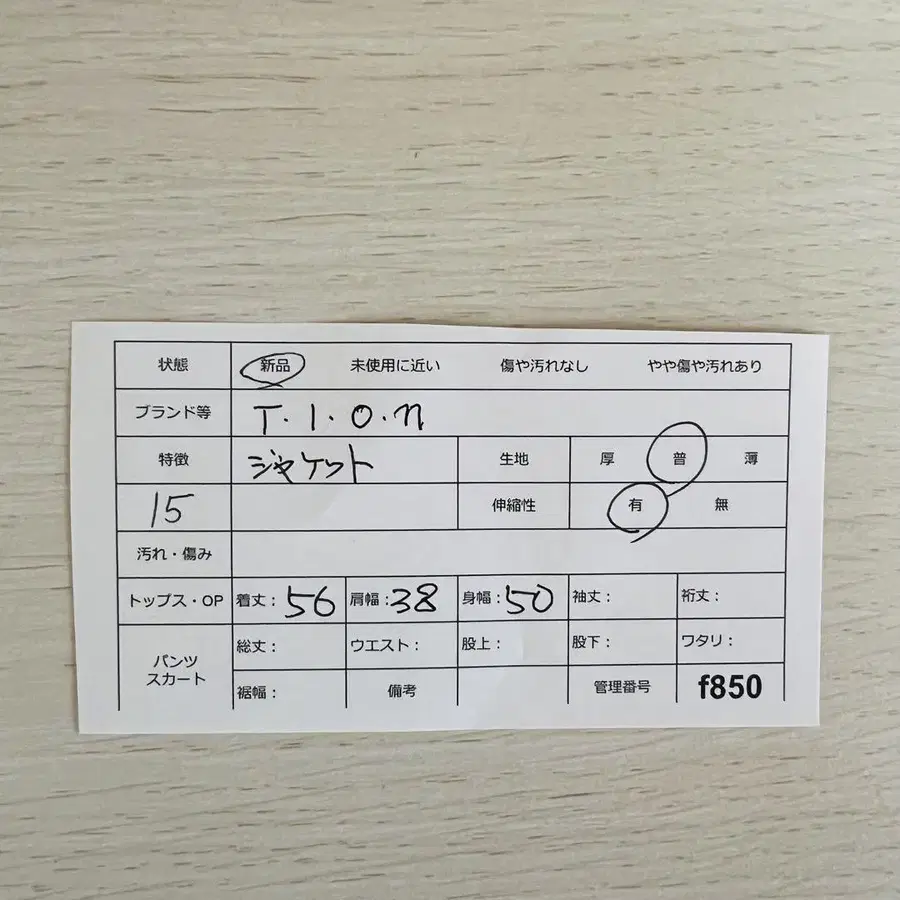 状態 新品 未使用に近い 傷や汚れなし やや傷や汚れあり
ブランド等 T.I.O.n
特徴 ジャケット 生地 厚 普 薄
15 伸縮性 有 無
汚れ・傷み
トップス・OP 着丈：56 肩幅：38 身幅：50 袖丈： 裄丈：
パンツ スカート 総丈： ウエスト： 股上： 股下： ワタリ：
裾幅： 備考 管理番号 f850